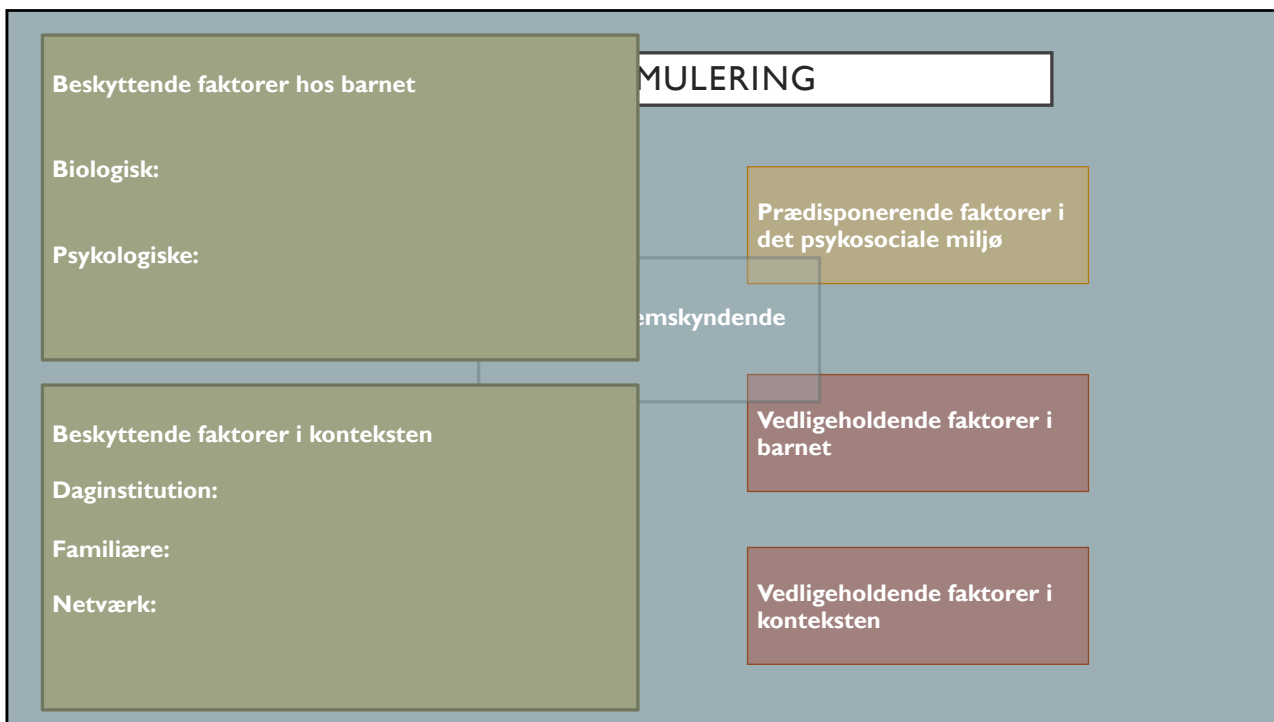 MULERING
Beskyttende faktorer hos barnet
Biologisk:
Psykologiske:
Prædisponerende faktorer i
det psykosociale miljø
emskyndende
Beskyttende faktorer i konteksten
Daginstitution:
Familiære:
Netværk:
Vedligeholdende faktorer i
barnet
Vedligeholdende faktorer i
konteksten